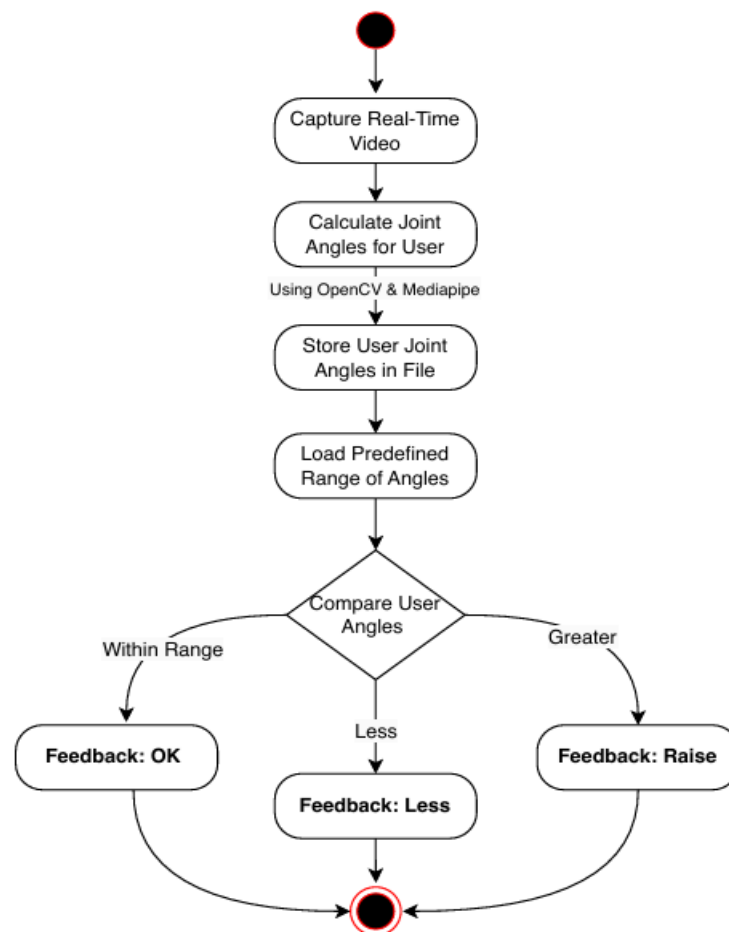 Capture Real-Time
Video
Calculate Joint
Angles for User
Using OpenCV & Mediapipe
Store User Joint
Angles in File
Load Predefined
Range of Angles
Compare User
Angles
Within Range
Greater
Less
Feedback: OK
Feedback: Less
Feedback: Raise